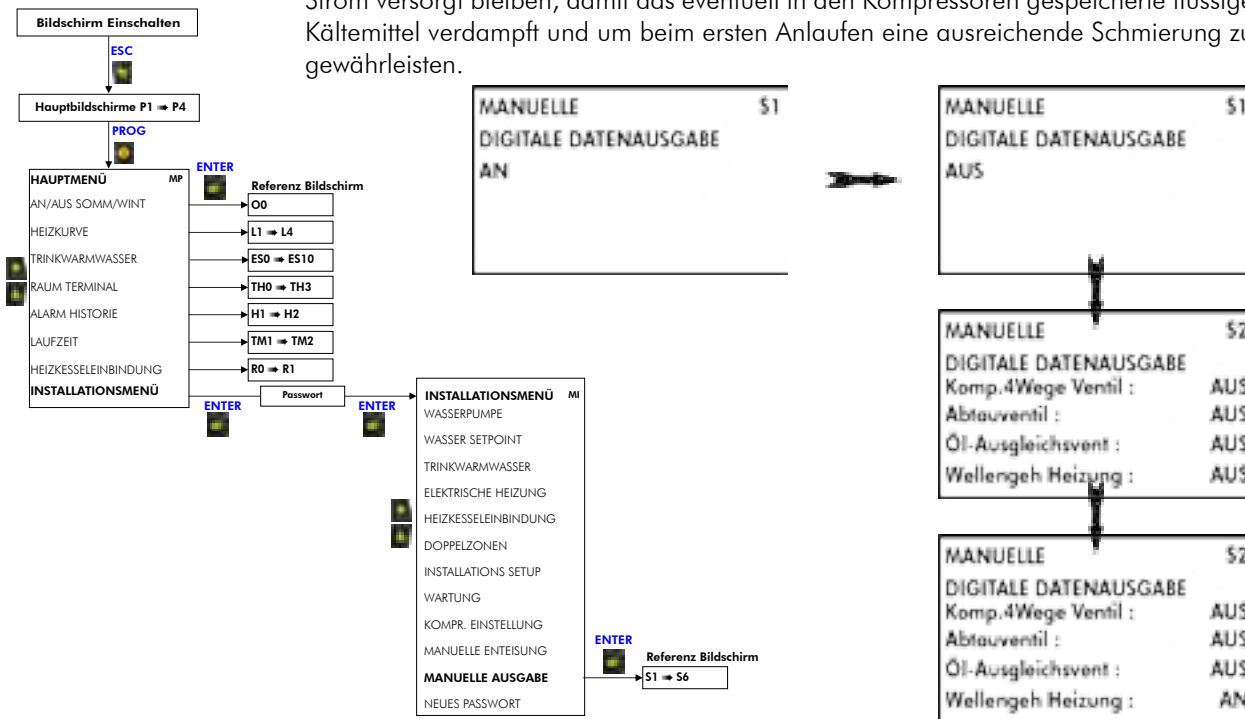 Strom versorgt bleiben, damit das eventuell in den Kompressoren gespeicherte flüssige
Kältemittel verdampft und um beim ersten Anlaufen eine ausreichende Schmierung zu
gewährleisten.
Bildschirm Einschalten
ESC
Hauptbildschirme P1 ➠ P4
PROG
HAUPTMENÜ MP
ENTER
Referenz Bildschirm
AN/AUS SOMM/WINT
O0
HEIZKURVE
L1 ➠ L4
TRINKWARMWASSER
ES0 ➠ ES10
RAUM TERMINAL
TH0 ➠ TH3
ALARM HISTORIE
H1 ➠ H2
LAUFZEIT
TM1 ➠ TM2
HEIZKESSELEINBINDUNG
R0 ➠ R1
INSTALLATIONSMENÜ
ENTER
Passwort
ENTER
INSTALLATIONSMENÜ MI
WASSERPUMPE
WASSER SETPOINT
TRINKWARMWASSER
ELEKTRISCHE HEIZUNG
HEIZKESSELEINBINDUNG
DOPPELZONEN
INSTALLATIONS SETUP
WARTUNG
KOMPR. EINSTELLUNG
MANUELLE ENTEISUNG
MANUELLE AUSGABE
NEUES PASSWORT
ENTER
Referenz Bildschirm
S1 ➠ S6
MANUELLE S1
DIGITALE DATENAUSGABE
AN
MANUELLE S1
DIGITALE DATENAUSGABE
AUS
MANUELLE S2
DIGITALE DATENAUSGABE
Komp.4Wege Ventil : AUS
Abtauventil : AUS
Öl-Ausgleichsvent : AUS
Wellengeh Heizung : AUS
MANUELLE S2
DIGITALE DATENAUSGABE
Komp.4Wege Ventil : AUS
Abtauventil : AUS
Öl-Ausgleichsvent : AUS
Wellengeh Heizung : AN